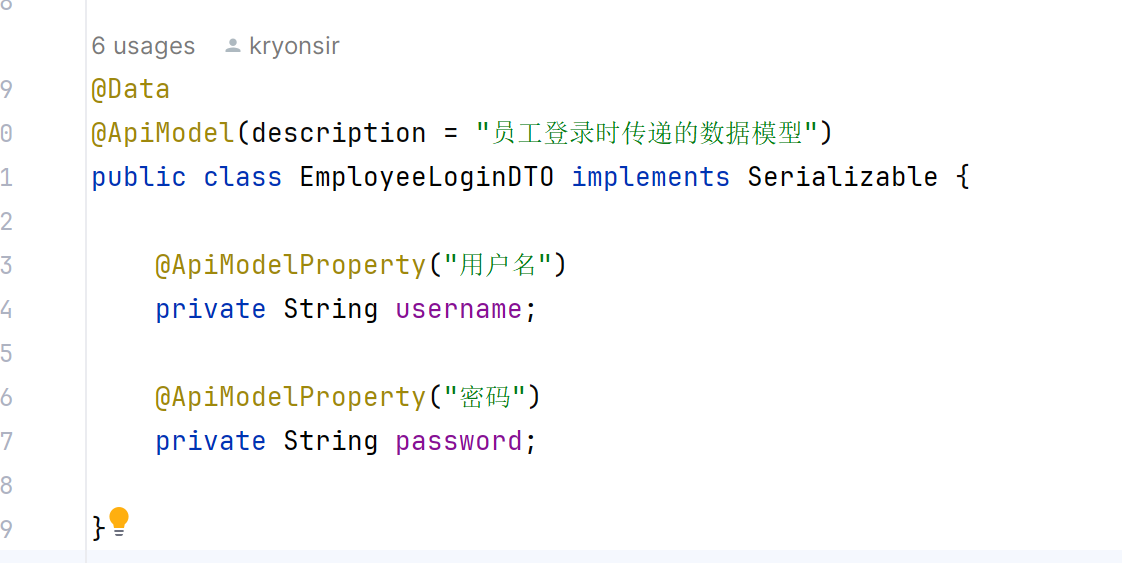 8
6 usages kryonsir
9 @Data
0 @ApiModel(description = "员工登录时传递的数据模型")
1 public class EmployeeLoginDTO implements Serializable {
2
3 @ApiModelProperty("用户名")
4 private String username;
5
6 @ApiModelProperty("密码")
7 private String password;
8
9 }